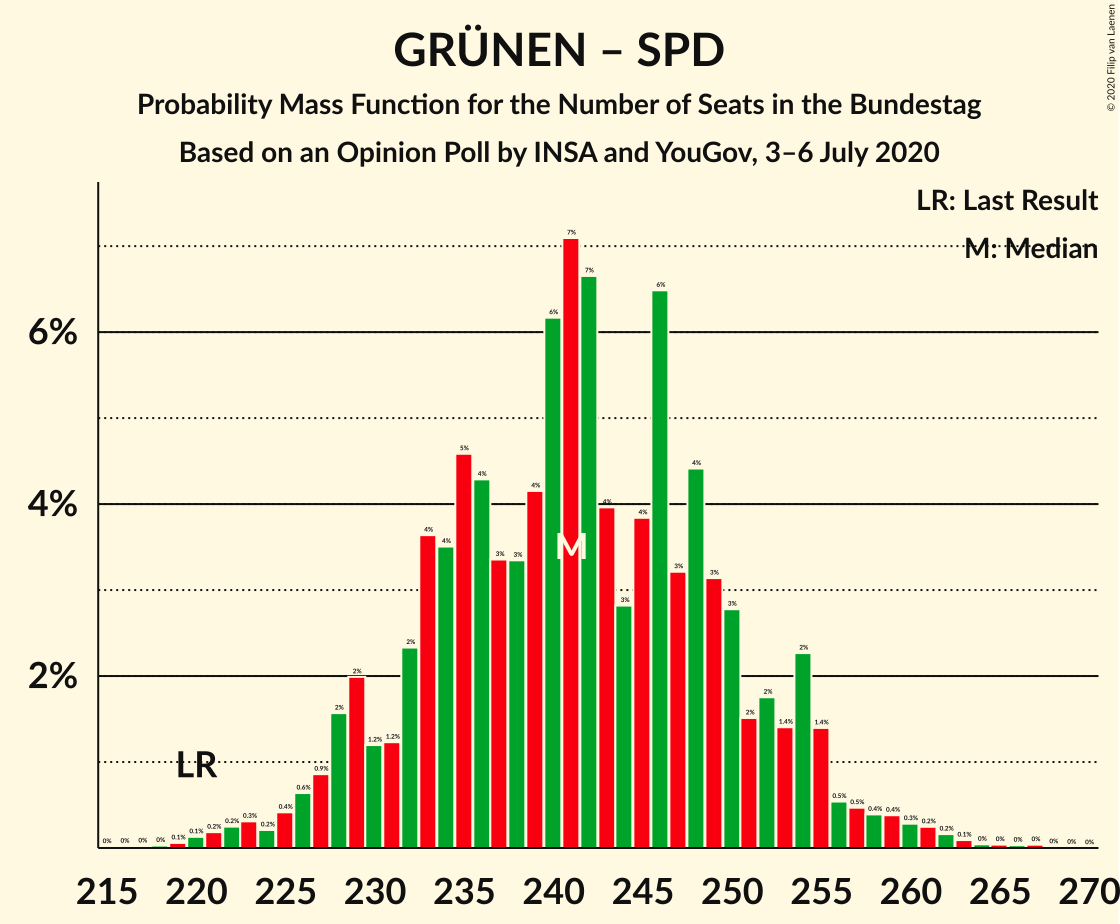 GRÜNEN – SPD
Probability Mass Function for the Number of Seats in the Bundestag
Based on an Opinion Poll by INSA and YouGov, 3–6 July 2020
© 2020 Filip van Laenen
LR: Last Result
M: Median
6%
4%
2%
0% 0% 0% 0% 0.1% 0.1% 0.2% 0.2% 0.3% 0.2% 0.4% 0.6% 0.9% 2% 2% 1.2% 1.2% 2% 4% 4% 5% 4% 3% 3% 4% 6% 7% 7% 4% 3% 4% 6% 3% 4% 3% 3% 2% 2% 1.4% 2% 1.4% 0.5% 0.5% 0.4% 0.4% 0.3% 0.2% 0.2% 0.1% 0% 0% 0% 0% 0% 0% 0%
M
LR
215 220 225 230 235 240 245 250 255 260 265 270